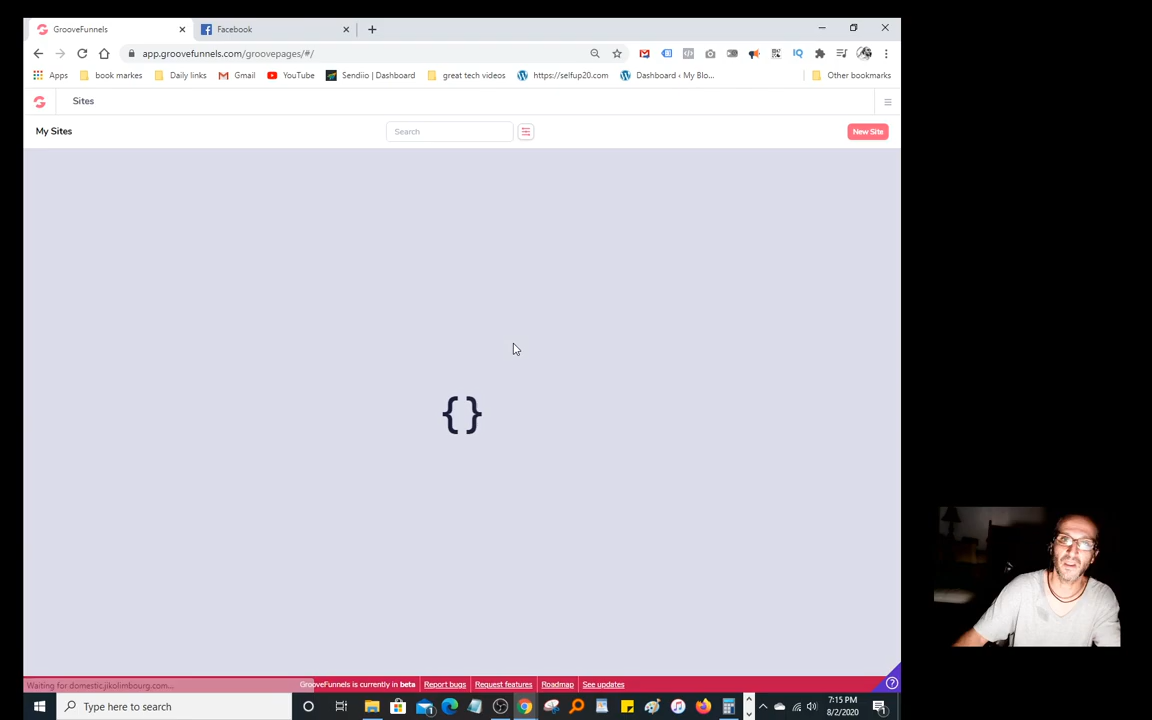 GrooveFunnels
Facebook
app.groovefunnels.com/groovepages/#/
Apps
book markes
Daily links
Gmail
YouTube
Sendiio | Dashboard
great tech videos
https://selfup20.com
Dashboard ‹ My Blo...
Other bookmarks
Sites
My Sites
Search
New Site
{}
Waiting for domestic.jikolimbourg.com...
GrooveFunnels is currently in beta
Report bugs
Request features
Roadmap
See updates
Type here to search
7:15 PM
8/2/2020